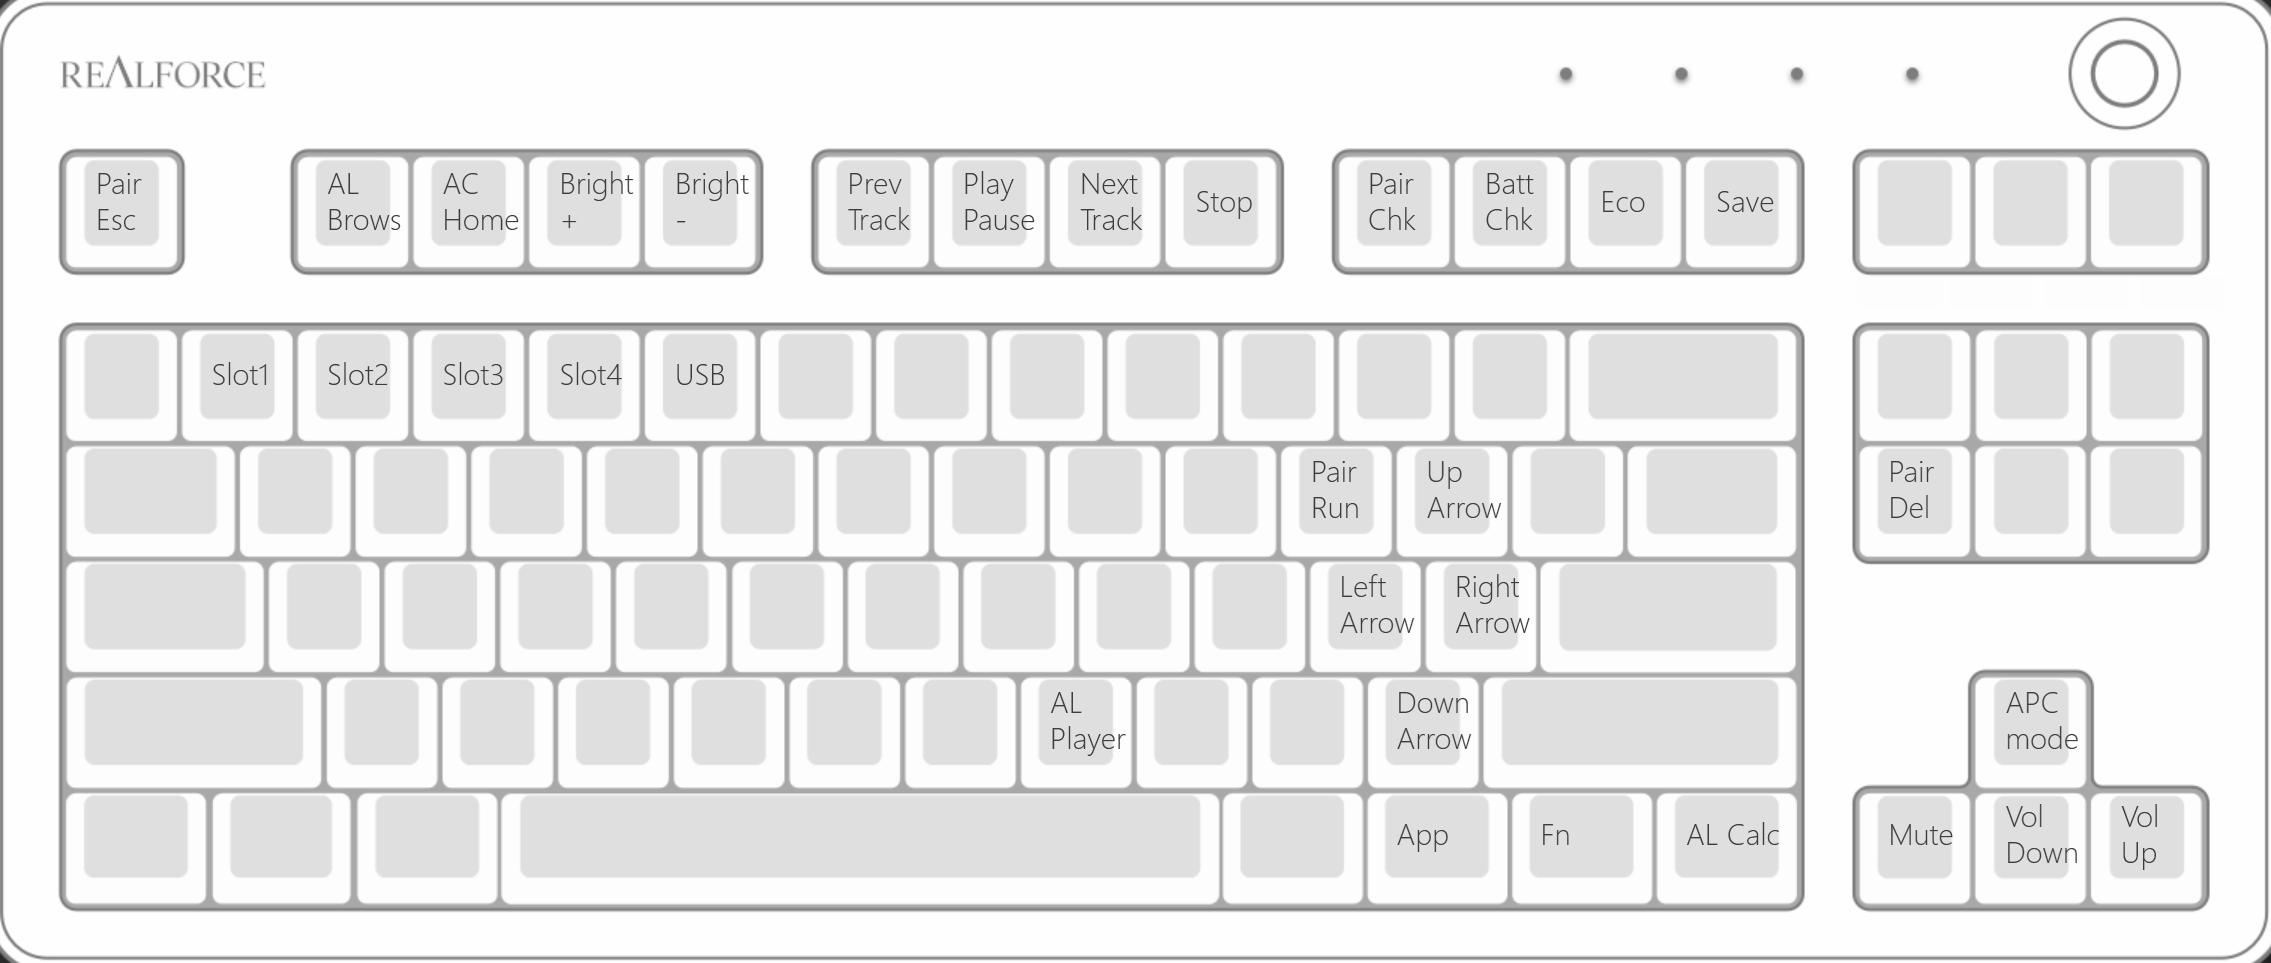 REALFORCE
Pair
Esc
AL
Brows
AC
Home
Bright
+
Bright
-
Prev
Track
Play
Pause
Next
Track
Stop
Pair
Chk
Batt
Chk
Eco
Save
Slot1
Slot2
Slot3
Slot4
USB
Pair
Run
Up
Arrow
Pair
Del
Left
Arrow
Right
Arrow
AL
Player
Down
Arrow
APC
mode
App
Fn
AL Calc
Mute
Vol
Down
Vol
Up